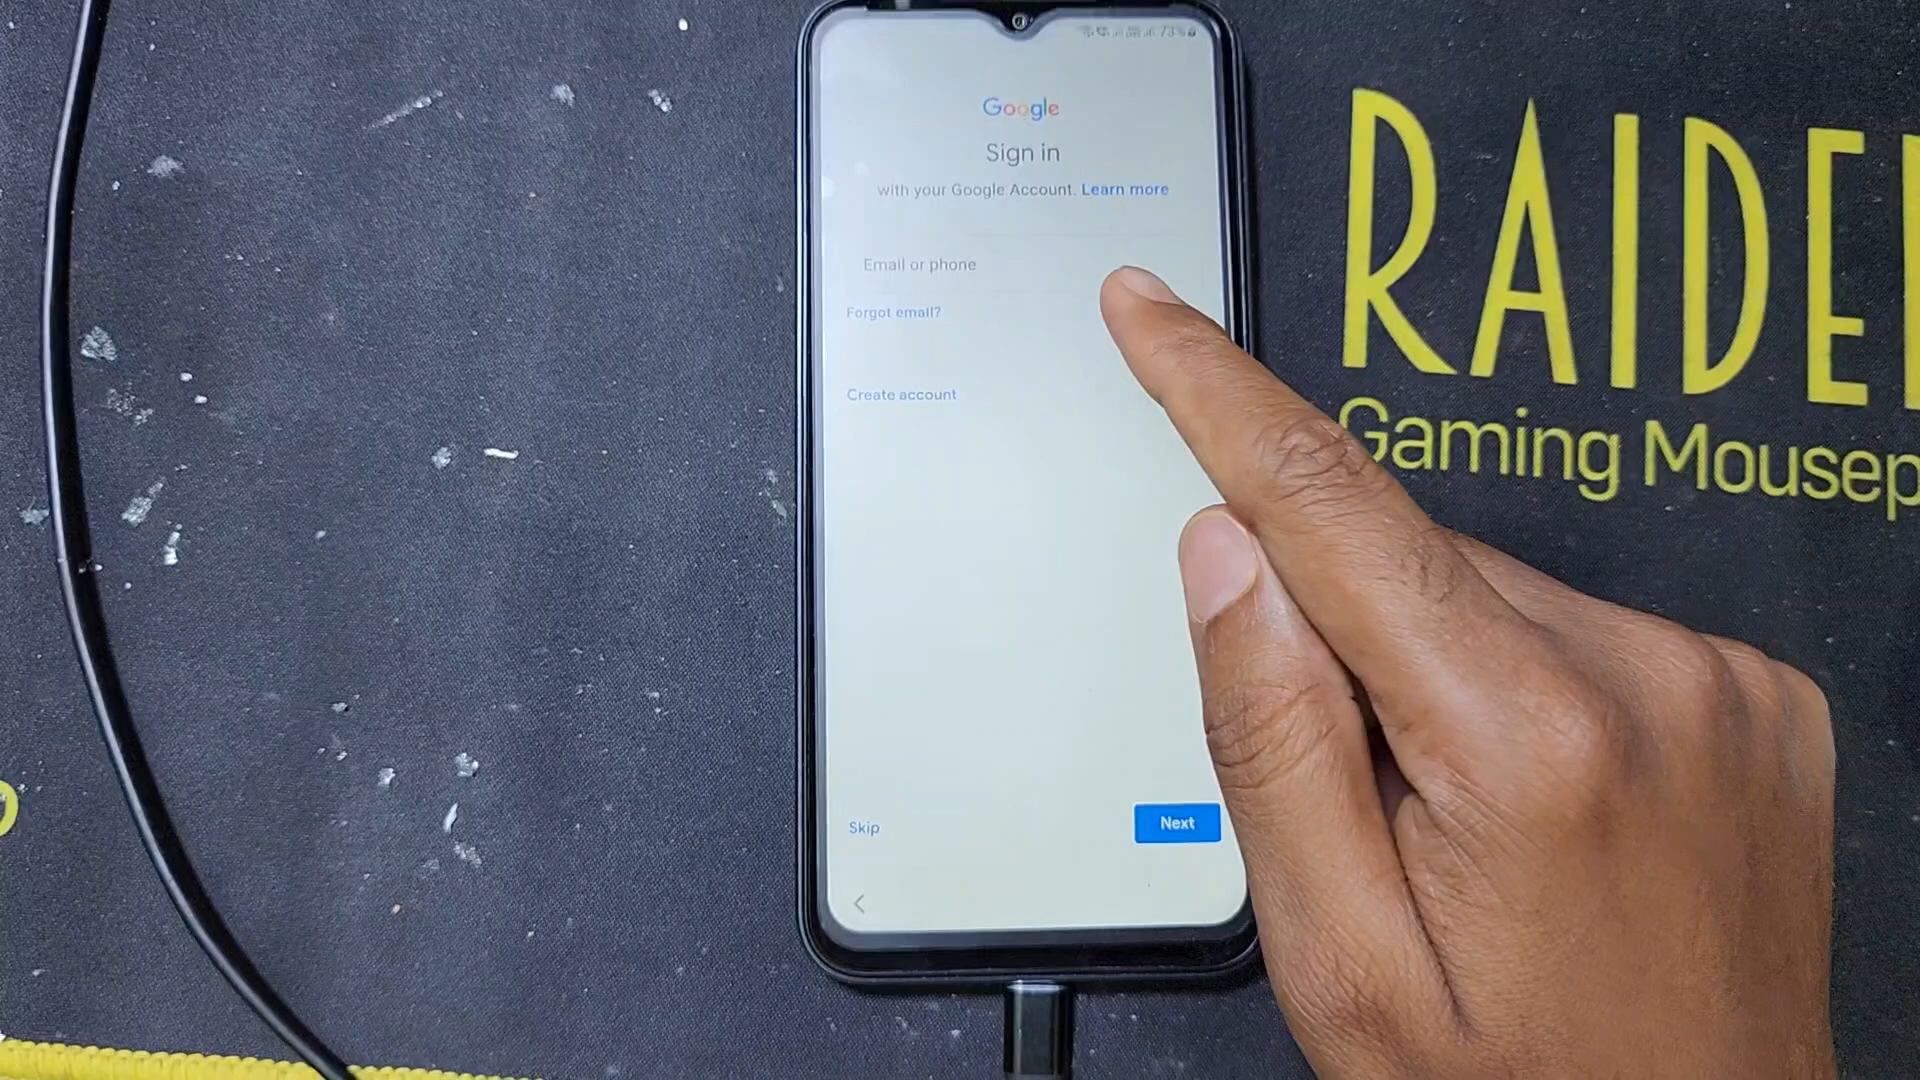 73%
Google
Sign in
with your Google Account. Learn more
Email or phone
Forgot email?
Create account
Skip
Next
RAIDE
Gaming Mousep